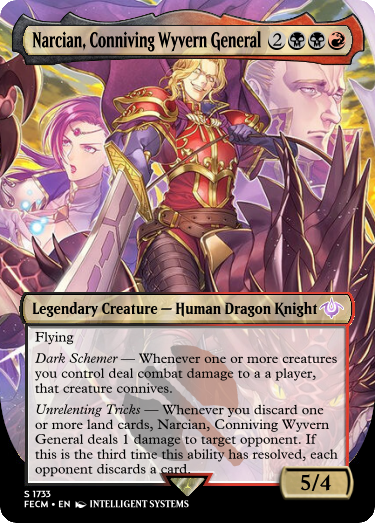 Narcian, Conniving Wyvern General 2
Legendary Creature — Human Dragon Knight
Flying
Dark Schemer — Whenever one or more creatures
you control deal combat damage to a a player,
that creature connives.
Unrelenting Tricks — Whenever you discard one
or more land cards, Narcian, Conniving Wyvern
General deals 1 damage to target opponent. If
this is the third time this ability has resolved, each
opponent discards a card.
5/4
S 1733
FECM • EN INTELLIGENT SYSTEMS